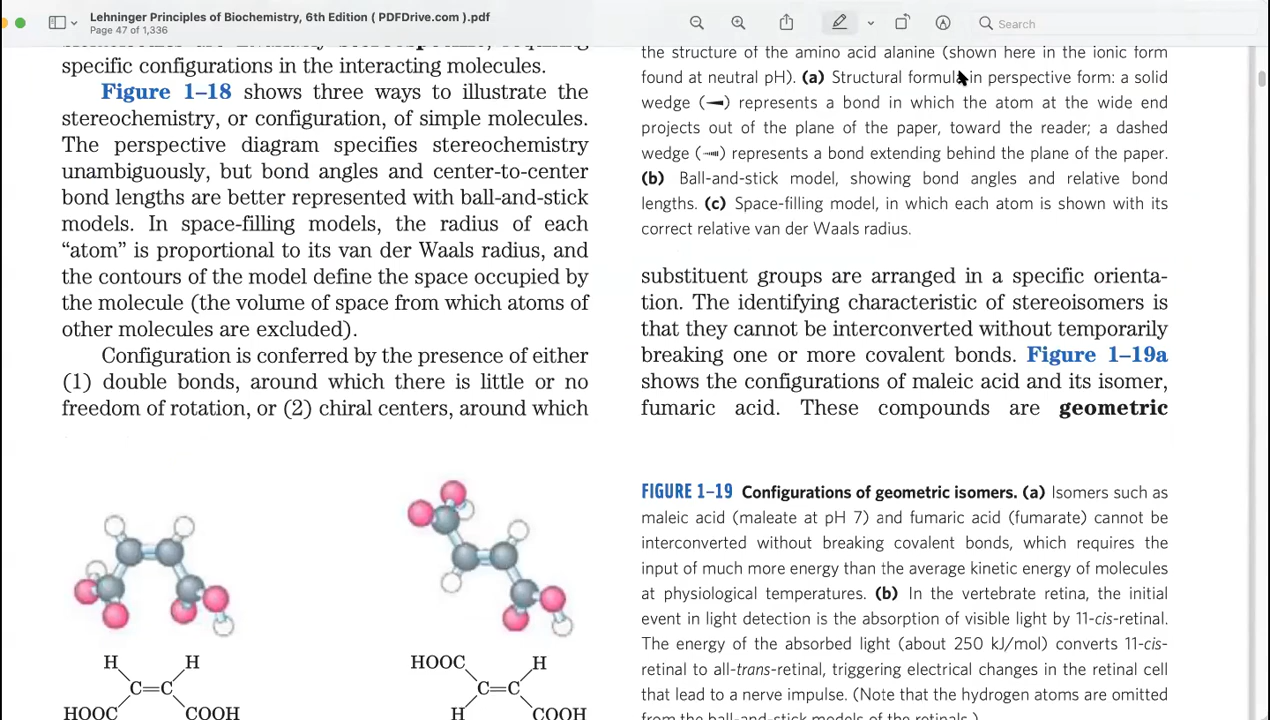 Lehninger Principles of Biochemistry, 6th Edition ( PDFDrive.com ).pdf
Page 47 of 1,336
Search
specific configurations in the interacting molecules.
Figure 1–18 shows three ways to illustrate the
stereochemistry, or configuration, of simple molecules.
The perspective diagram specifies stereochemistry
unambiguously, but bond angles and center-to-center
bond lengths are better represented with ball-and-stick
models. In space-filling models, the radius of each
“atom” is proportional to its van der Waals radius, and
the contours of the model define the space occupied by
the molecule (the volume of space from which atoms of
other molecules are excluded).
Configuration is conferred by the presence of either
(1) double bonds, around which there is little or no
freedom of rotation, or (2) chiral centers, around which
the structure of the amino acid alanine (shown here in the ionic form
found at neutral pH). (a) Structural formula in perspective form: a solid
wedge ( ) represents a bond in which the atom at the wide end
projects out of the plane of the paper, toward the reader; a dashed
wedge ( ) represents a bond extending behind the plane of the paper.
(b) Ball-and-stick model, showing bond angles and relative bond
lengths. (c) Space-filling model, in which each atom is shown with its
correct relative van der Waals radius.
substituent groups are arranged in a specific orienta-
tion. The identifying characteristic of stereoisomers is
that they cannot be interconverted without temporarily
breaking one or more covalent bonds. Figure 1–19a
shows the configurations of maleic acid and its isomer,
fumaric acid. These compounds are geometric
H H
C=C
HOOC COOH
HOOC H
C=C
H COOH
FIGURE 1–19 Configurations of geometric isomers. (a) Isomers such as
maleic acid (maleate at pH 7) and fumaric acid (fumarate) cannot be
interconverted without breaking covalent bonds, which requires the
input of much more energy than the average kinetic energy of molecules
at physiological temperatures. (b) In the vertebrate retina, the initial
event in light detection is the absorption of visible light by 11-cis-retinal.
The energy of the absorbed light (about 250 kJ/mol) converts 11-cis-
retinal to all-trans-retinal, triggering electrical changes in the retinal cell
that lead to a nerve impulse. (Note that the hydrogen atoms are omitted
from the ball-and-stick models of the retinals.)